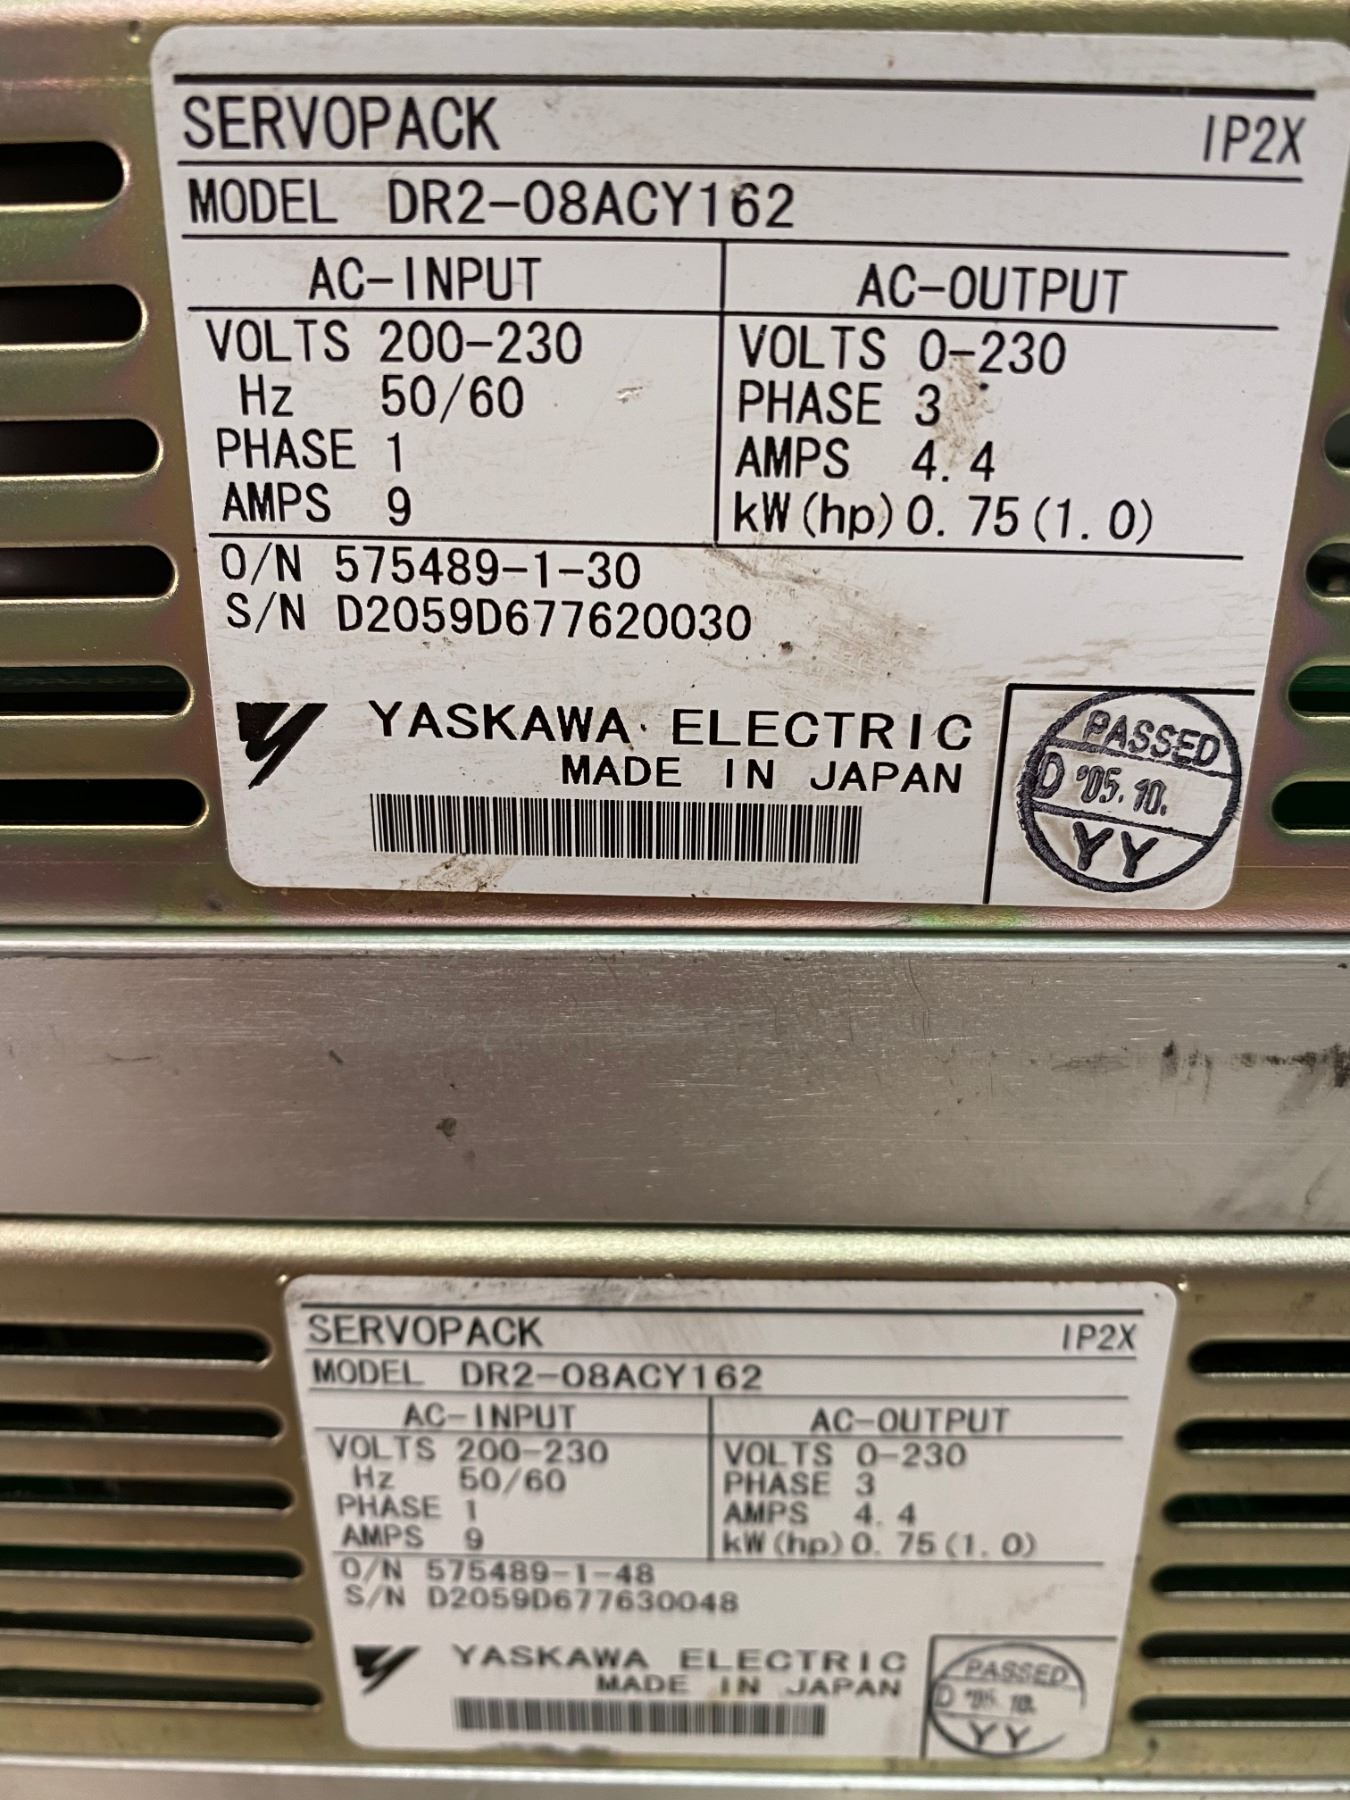 SERVOPACK IP2X
MODEL DR2-08ACY162
AC-INPUT AC-OUTPUT
VOLTS 200-230 VOLTS 0-230
Hz 50/60 PHASE 3
PHASE 1 AMPS 4.4
AMPS 9 kW(hp) 0.75(1.0)
O/N 575489-1-30
S/N D2059D677620030
YASKAWA ELECTRIC
MADE IN JAPAN
PASSED
D '05.10.
YY
SERVOPACK IP2X
MODEL DR2-08ACY162
AC-INPUT AC-OUTPUT
VOLTS 200-230 VOLTS 0-230
Hz 50/60 PHASE 3
PHASE 1 AMPS 4.4
AMPS 9 kW(hp) 0.75(1.0)
O/N 575489-1-48
S/N D2059D677630048
YASKAWA ELECTRIC
MADE IN JAPAN
PASSED
D '05.10.
YY